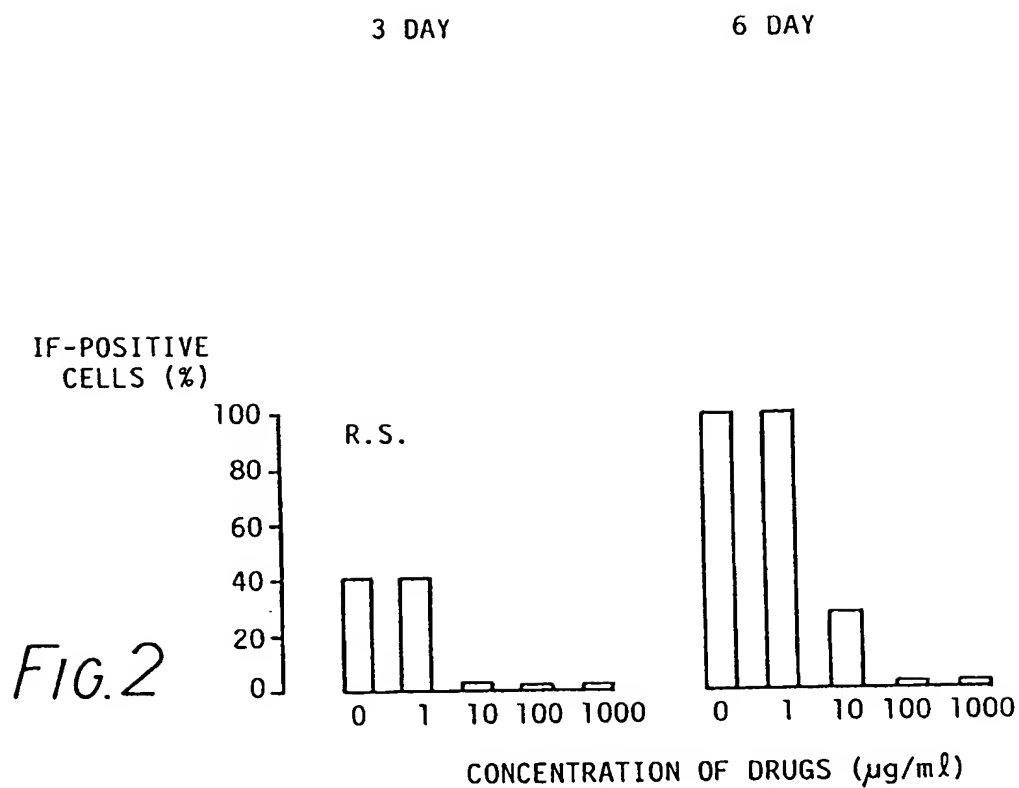 3 DAY 6 DAY
IF-POSITIVE
CELLS (%)
100
R.S.
80
60
40
20
0
FIG.2
0 1 10 100 1000 0 1 10 100 1000
CONCENTRATION OF DRUGS (µg/mℓ)